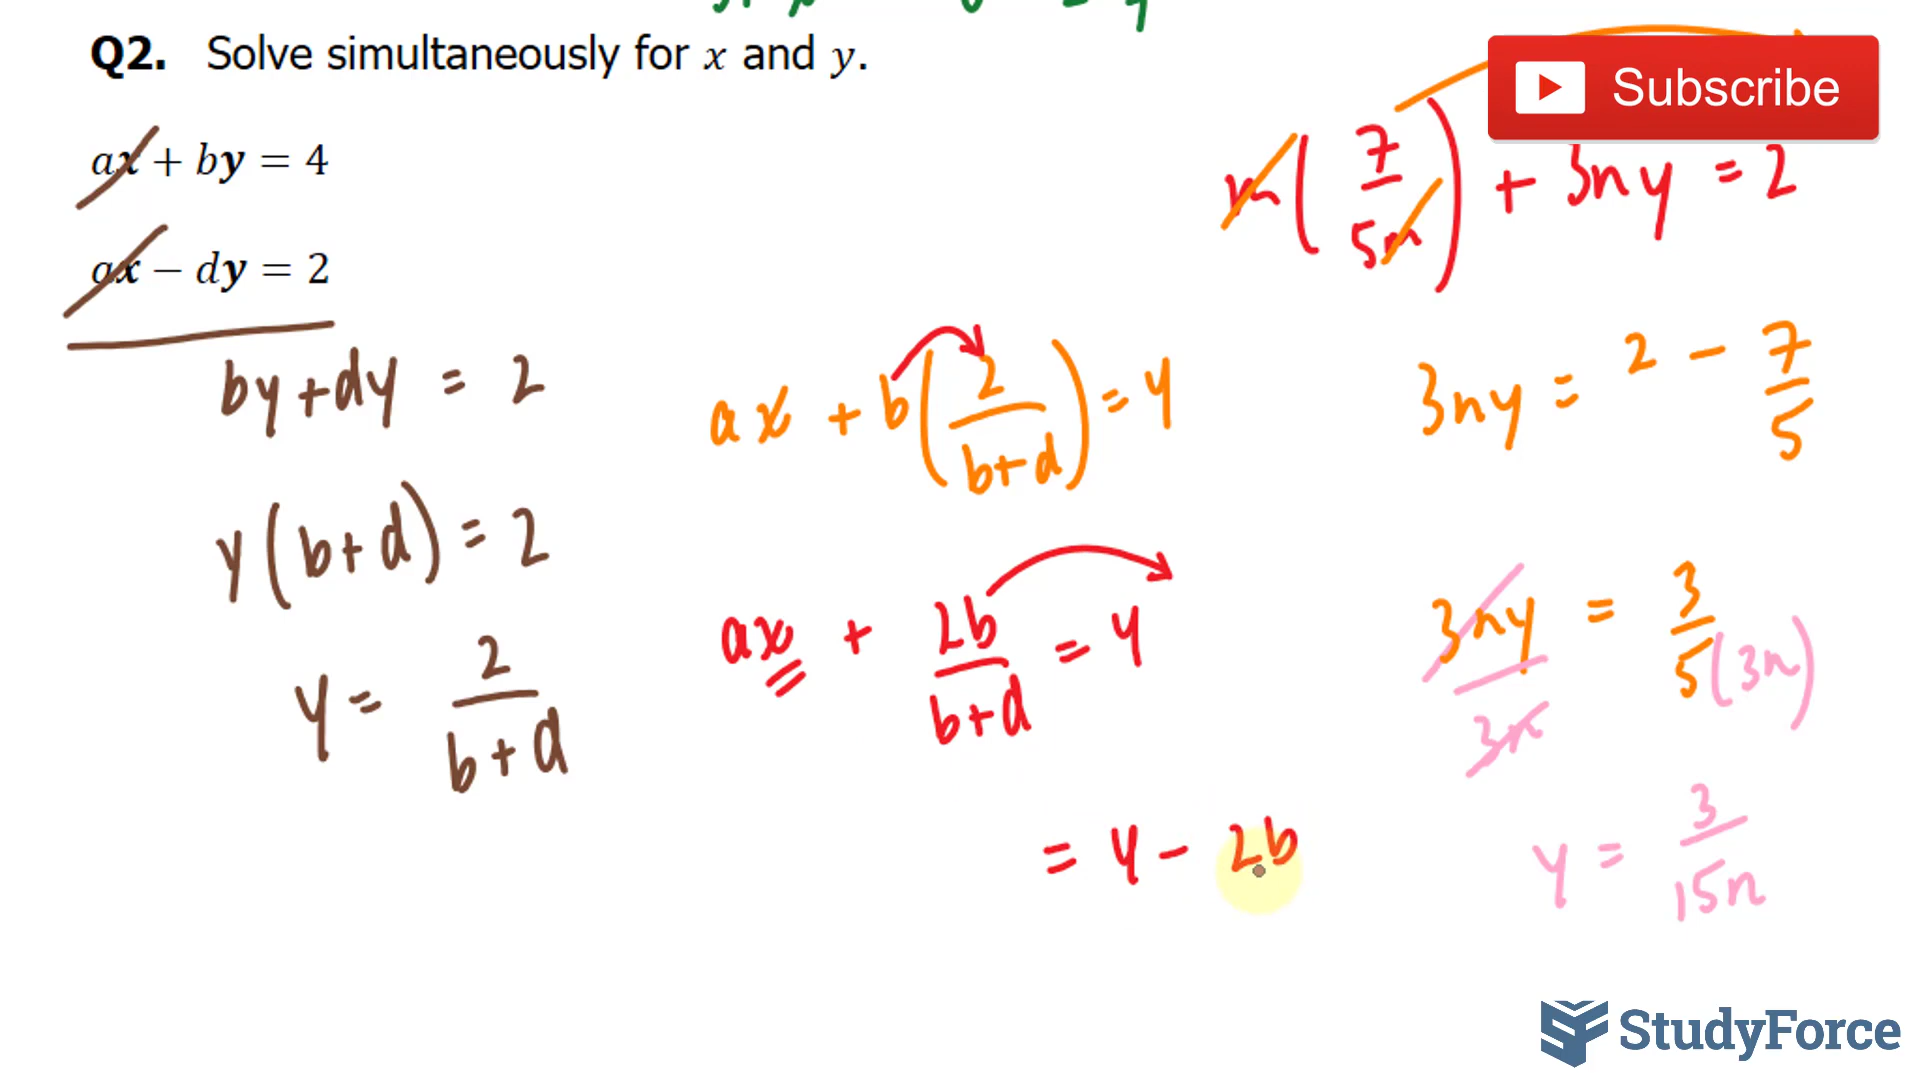 Q2. Solve simultaneously for x and y.
Subscribe
ax + by = 4
ax − dy = 2
by + dy = 2
y(b+d) = 2
y = 2/(b+d)
ax + b(2/(b+d)) = 4
ax + 2b/(b+d) = 4
= 4 − 2b
m(7/5m) + 3ny = 2
3ny = 2 − 7/5
3ny/3n = 3/5(3n)
y = 3/15n
StudyForce